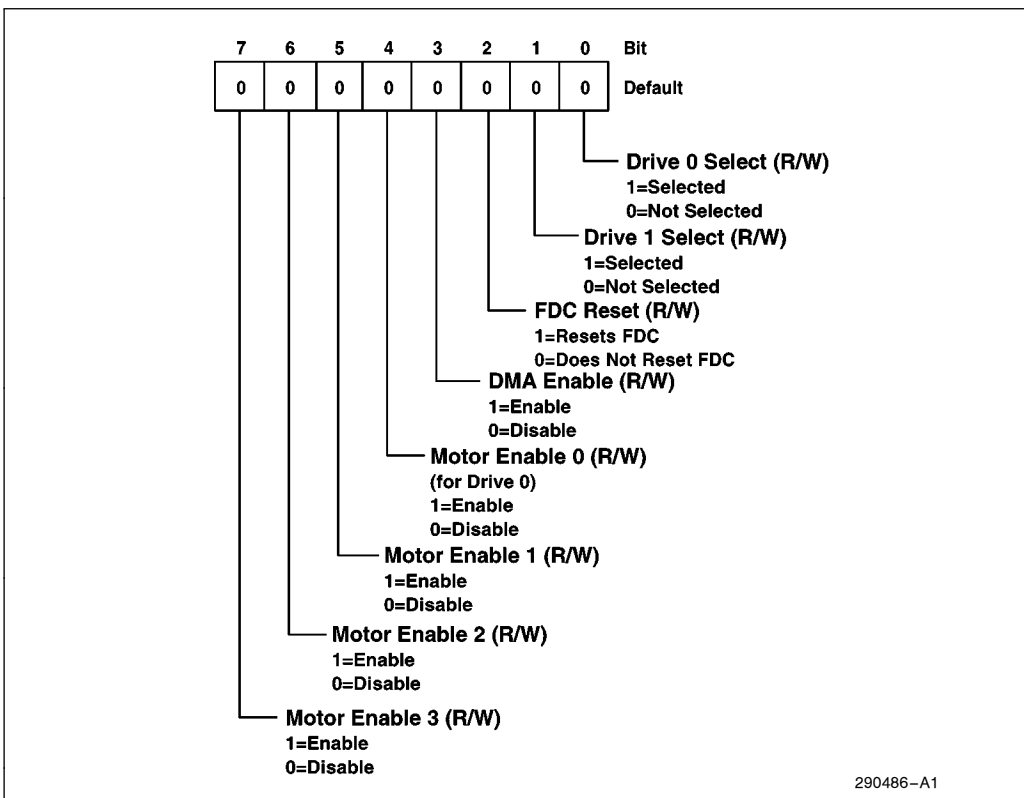 7 6 5 4 3 2 1 0 Bit
0 0 0 0 0 0 0 0 Default
Drive 0 Select (R/W)
1=Selected
0=Not Selected
Drive 1 Select (R/W)
1=Selected
0=Not Selected
FDC Reset (R/W)
1=Resets FDC
0=Does Not Reset FDC
DMA Enable (R/W)
1=Enable
0=Disable
Motor Enable 0 (R/W)
(for Drive 0)
1=Enable
0=Disable
Motor Enable 1 (R/W)
1=Enable
0=Disable
Motor Enable 2 (R/W)
1=Enable
0=Disable
Motor Enable 3 (R/W)
1=Enable
0=Disable
290486–A1